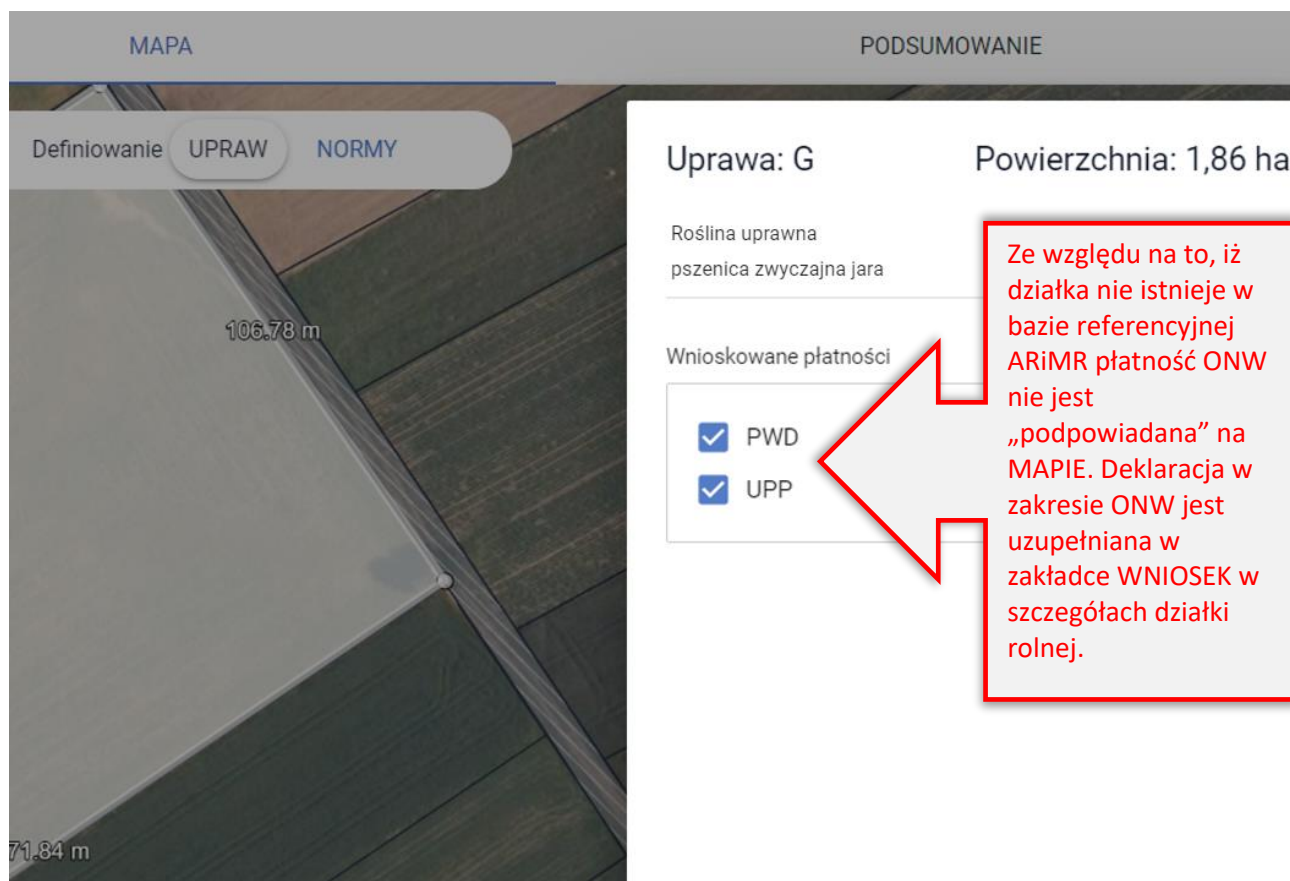 MAPA
PODSUMOWANIE
Definiowanie UPRAW NORMY
Uprawa: G Powierzchnia: 1,86 ha
Roślina uprawna
pszenica zwyczajna jara
106.78 m
Wnioskowane płatności
PWD
UPP
Ze względu na to, iż
działka nie istnieje w
bazie referencyjnej
ARiMR płatność ONW
nie jest
„podpowiadana” na
MAPIE. Deklaracja w
zakresie ONW jest
uzupełniana w
zakładce WNIOSEK w
szczegółach działki
rolnej.
71.84 m